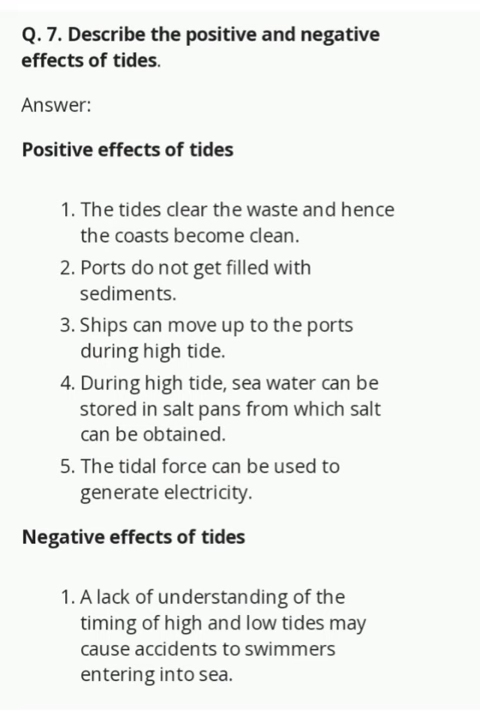 Q. 7. Describe the positive and negative
effects of tides.
Answer:
Positive effects of tides
1. The tides clear the waste and hence
the coasts become clean.
2. Ports do not get filled with
sediments.
3. Ships can move up to the ports
during high tide.
4. During high tide, sea water can be
stored in salt pans from which salt
can be obtained.
5. The tidal force can be used to
generate electricity.
Negative effects of tides
1. A lack of understanding of the
timing of high and low tides may
cause accidents to swimmers
entering into sea.